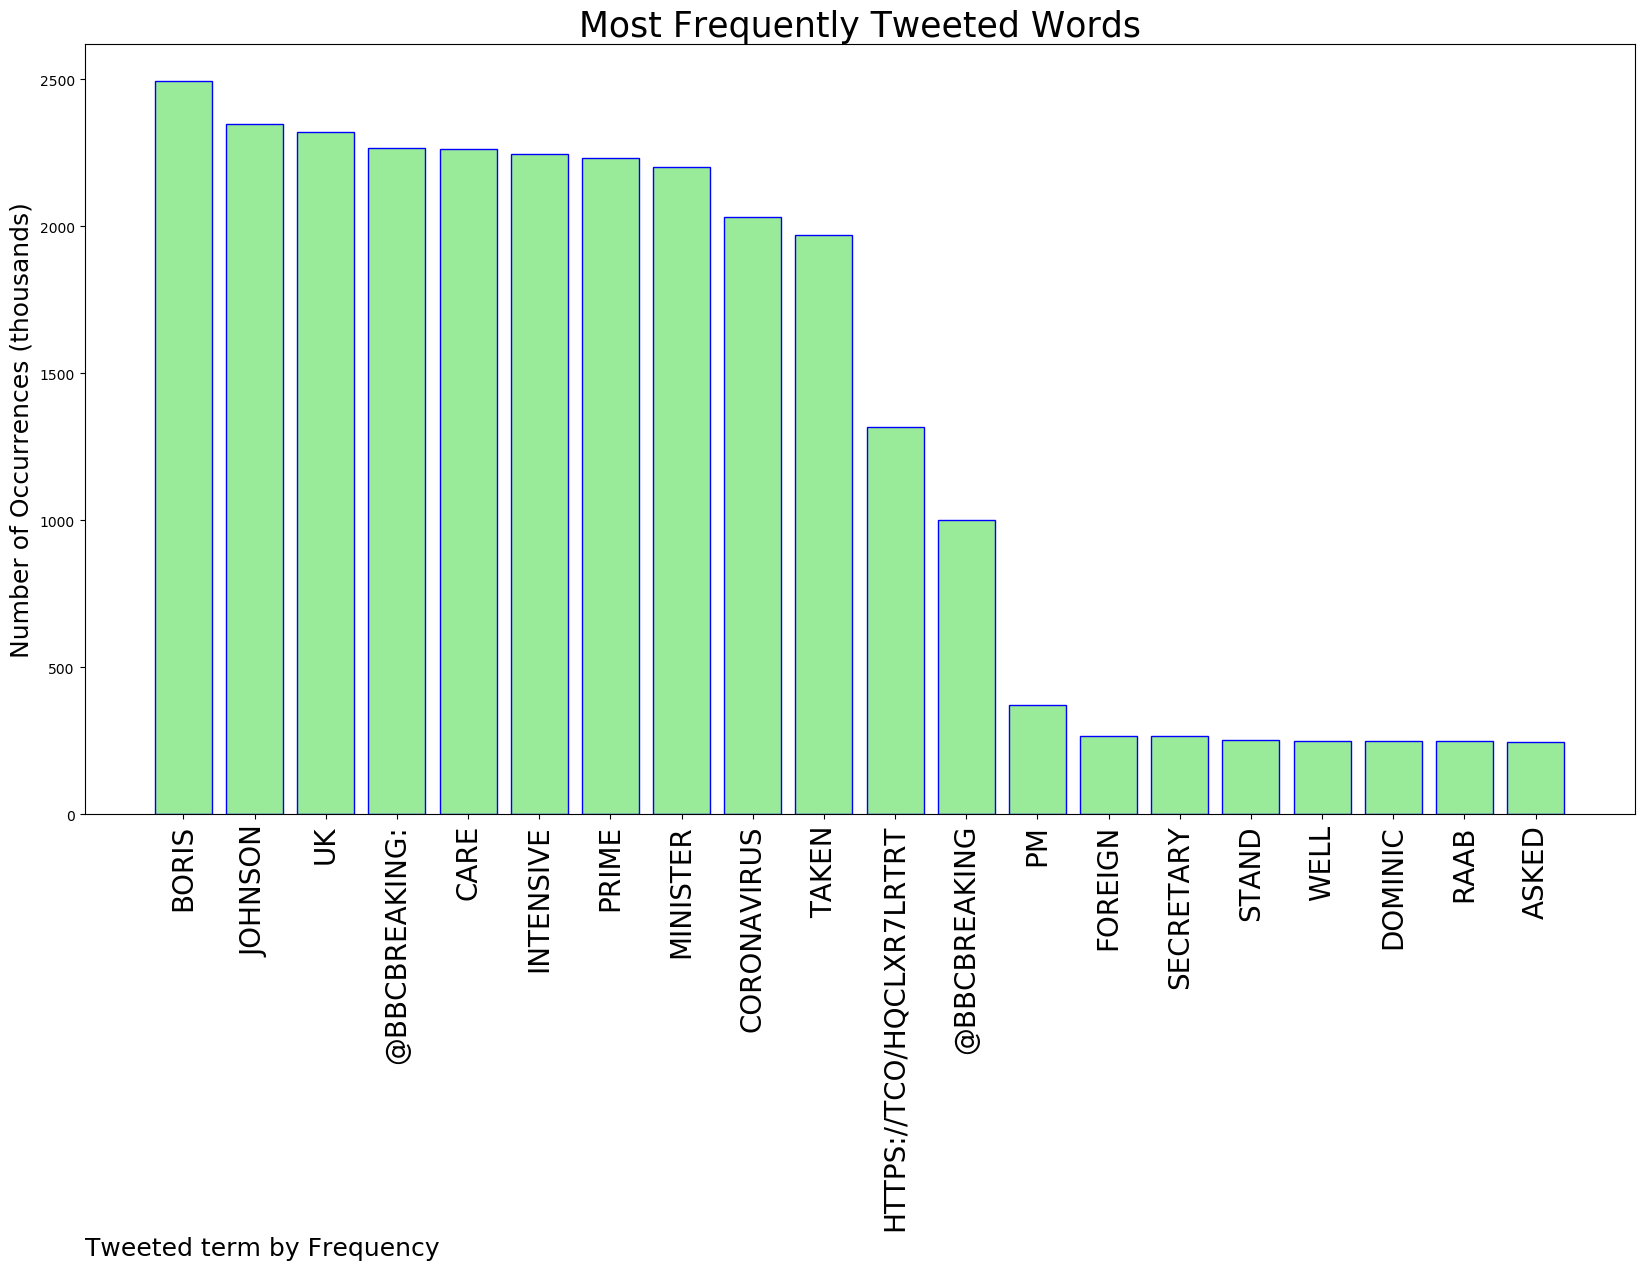 Most Frequently Tweeted Words
Number of Occurrences (thousands)
2500
2000
1500
1000
500
0
BORIS
JOHNSON
UK
@BBCBREAKING:
CARE
INTENSIVE
PRIME
MINISTER
CORONAVIRUS
TAKEN
HTTPS://TCO/HQCLXR7LRTRT
@BBCBREAKING
PM
FOREIGN
SECRETARY
STAND
WELL
DOMINIC
RAAB
ASKED
Tweeted term by Frequency